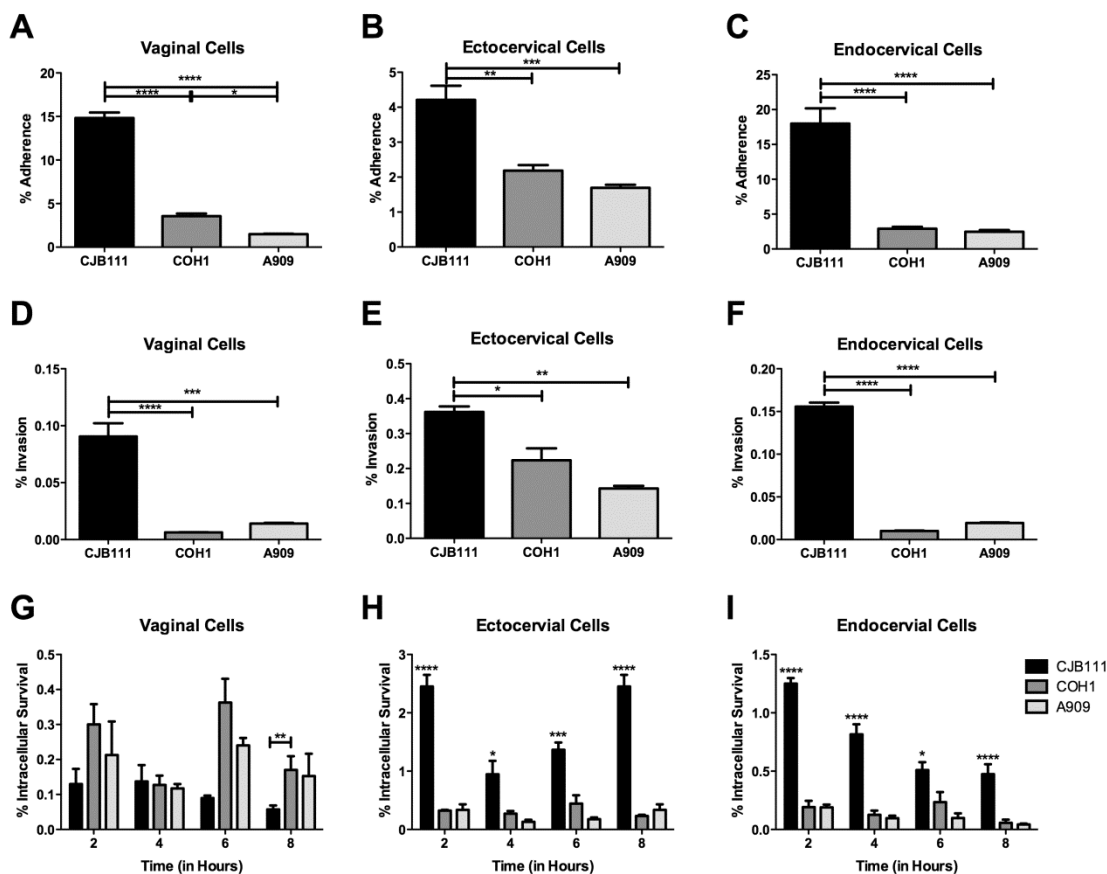 A
Vaginal Cells
% Adherence
20
15
10
5
0
****
****
*
CJB111
COH1
A909
B
Ectocervical Cells
% Adherence
5
4
3
2
1
0
***
**
CJB111
COH1
A909
C
Endocervical Cells
% Adherence
25
20
15
10
5
0
****
****
CJB111
COH1
A909
D
Vaginal Cells
% Invasion
0.15
0.10
0.05
0.00
***
****
CJB111
COH1
A909
E
Ectocervical Cells
% Invasion
0.5
0.4
0.3
0.2
0.1
0.0
**
*
CJB111
COH1
A909
F
Endocervical Cells
% Invasion
0.20
0.15
0.10
0.05
0.00
****
****
CJB111
COH1
A909
G
Vaginal Cells
% Intracellular Survival
0.5
0.4
0.3
0.2
0.1
0.0
**
2 4 6 8
Time (in Hours)
H
Ectocervial Cells
% Intracellular Survival
3
2
1
0
****
*
***
****
2 4 6 8
Time (in Hours)
I
Endocervial Cells
% Intracellular Survival
1.5
1.0
0.5
0.0
****
****
*
****
2 4 6 8
Time (in Hours)
CJB111
COH1
A909